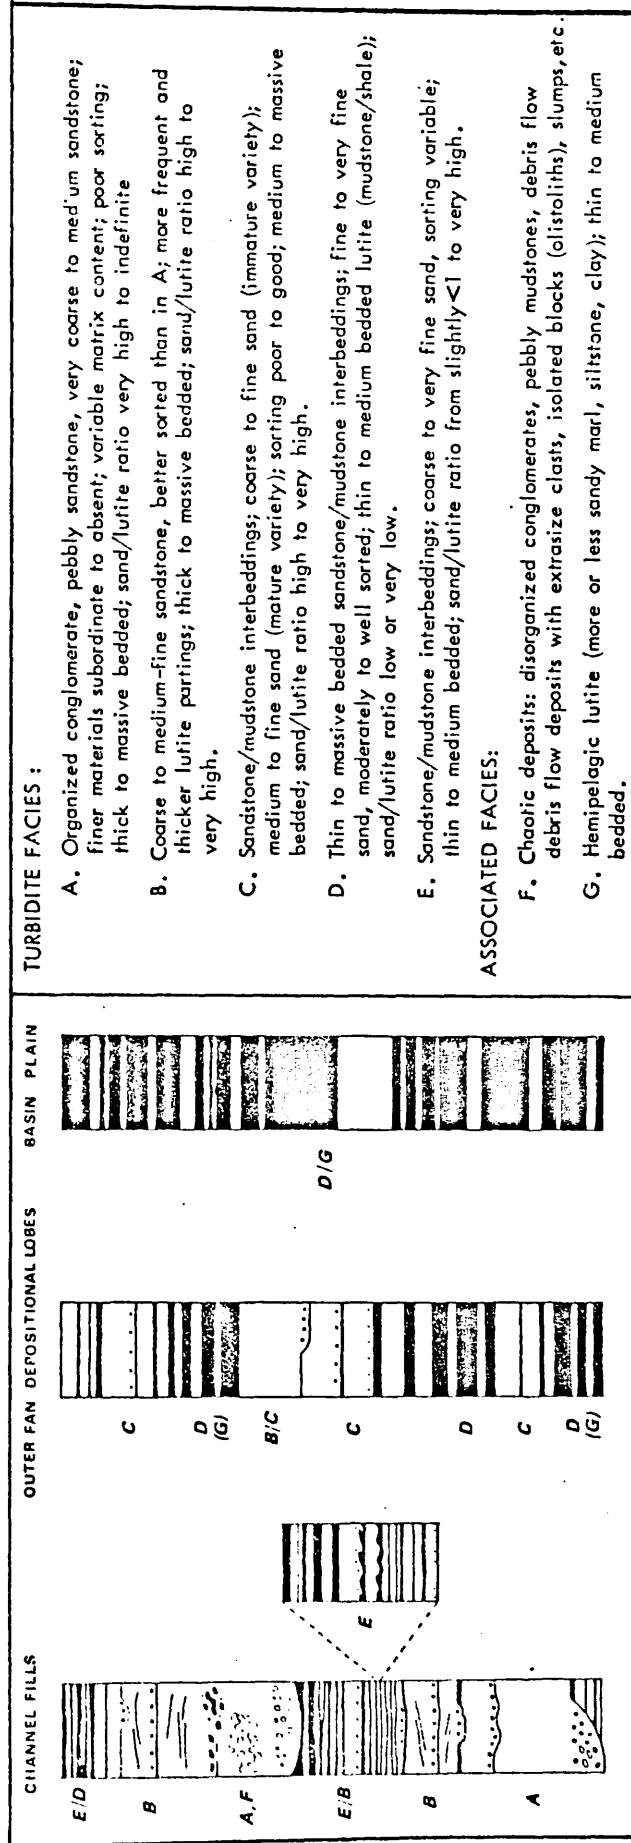 CHANNEL FILLS
OUTER FAN DEPOSITIONAL LOBES
BASIN PLAIN
E/D
B
A,F
E/B
B
A
E
C
D
(G)
B/C
C
D
C
D
(G)
D/G
TURBIDITE FACIES :
A. Organized conglomerate, pebbly sandstone, very coarse to medium sandstone;
finer materials subordinate to absent; variable matrix content; poor sorting;
thick to massive bedded; sand/lutite ratio very high to indefinite
B. Coarse to medium-fine sandstone, better sorted than in A; more frequent and
thicker lutite partings; thick to massive bedded; sand/lutite ratio high to
very high.
C. Sandstone/mudstone interbeddings; coarse to fine sand (immature variety);
medium to fine sand (mature variety); sorting poor to good; medium to massive
bedded; sand/lutite ratio high to very high.
D. Thin to massive bedded sandstone/mudstone interbeddings; fine to very fine
sand, moderately to well sorted; thin to medium bedded lutite (mudstone/shale);
sand/lutite ratio low or very low.
E. Sandstone/mudstone interbeddings; coarse to very fine sand, sorting variable;
thin to medium bedded; sand/lutite ratio from slightly<1 to very high.
ASSOCIATED FACIES:
F. Chaotic deposits: disorganized conglomerates, pebbly mudstones, debris flow
debris flow deposits with extrasize clasts, isolated blocks (olistoliths), slumps, etc.
G. Hemipelagic lutite (more or less sandy marl, siltstone, clay); thin to medium
bedded.